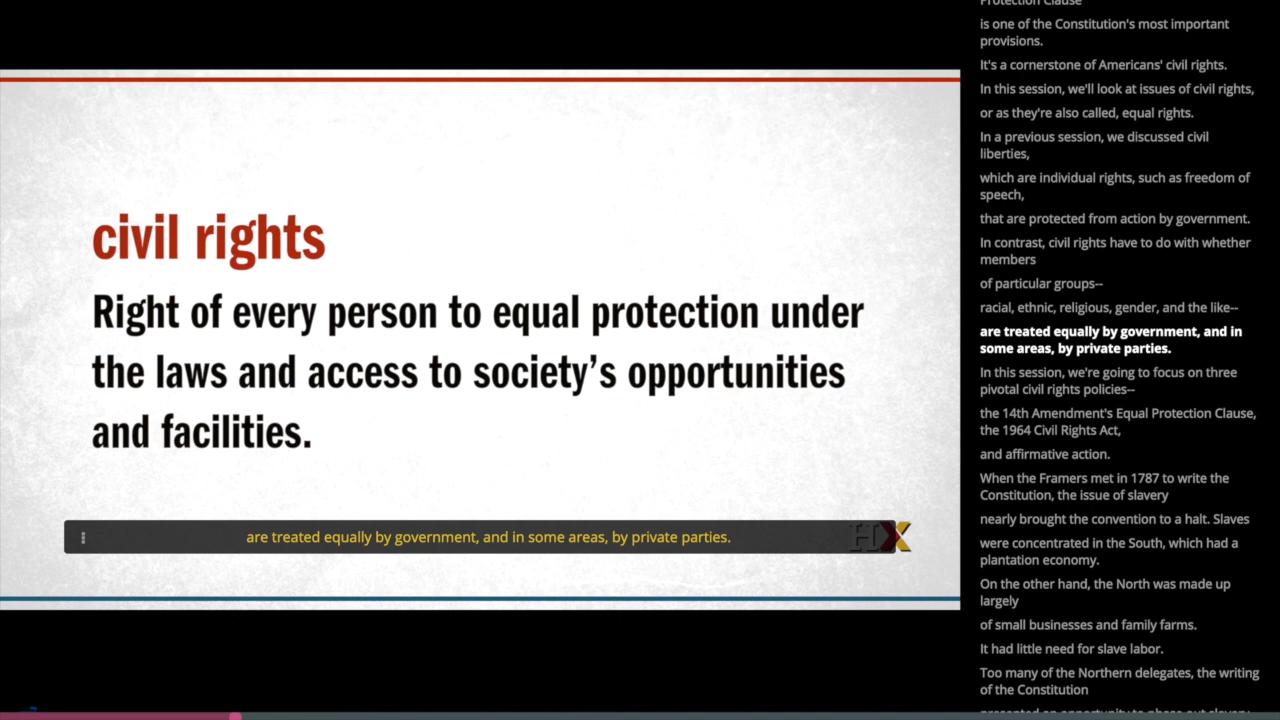 civil rights
Right of every person to equal protection under
the laws and access to society's opportunities
and facilities.
are treated equally by government, and in some areas, by private parties.
HX
Protection Clause
is one of the Constitution's most important
provisions.
It's a cornerstone of Americans' civil rights.
In this session, we'll look at issues of civil rights,
or as they're also called, equal rights.
In a previous session, we discussed civil
liberties,
which are individual rights, such as freedom of
speech,
that are protected from action by government.
In contrast, civil rights have to do with whether
members
of particular groups--
racial, ethnic, religious, gender, and the like--
are treated equally by government, and in
some areas, by private parties.
In this session, we're going to focus on three
pivotal civil rights policies--
the 14th Amendment's Equal Protection Clause,
the 1964 Civil Rights Act,
and affirmative action.
When the Framers met in 1787 to write the
Constitution, the issue of slavery
nearly brought the convention to a halt. Slaves
were concentrated in the South, which had a
plantation economy.
On the other hand, the North was made up
largely
of small businesses and family farms.
It had little need for slave labor.
Too many of the Northern delegates, the writing
of the Constitution
presented an opportunity to phase out slavery